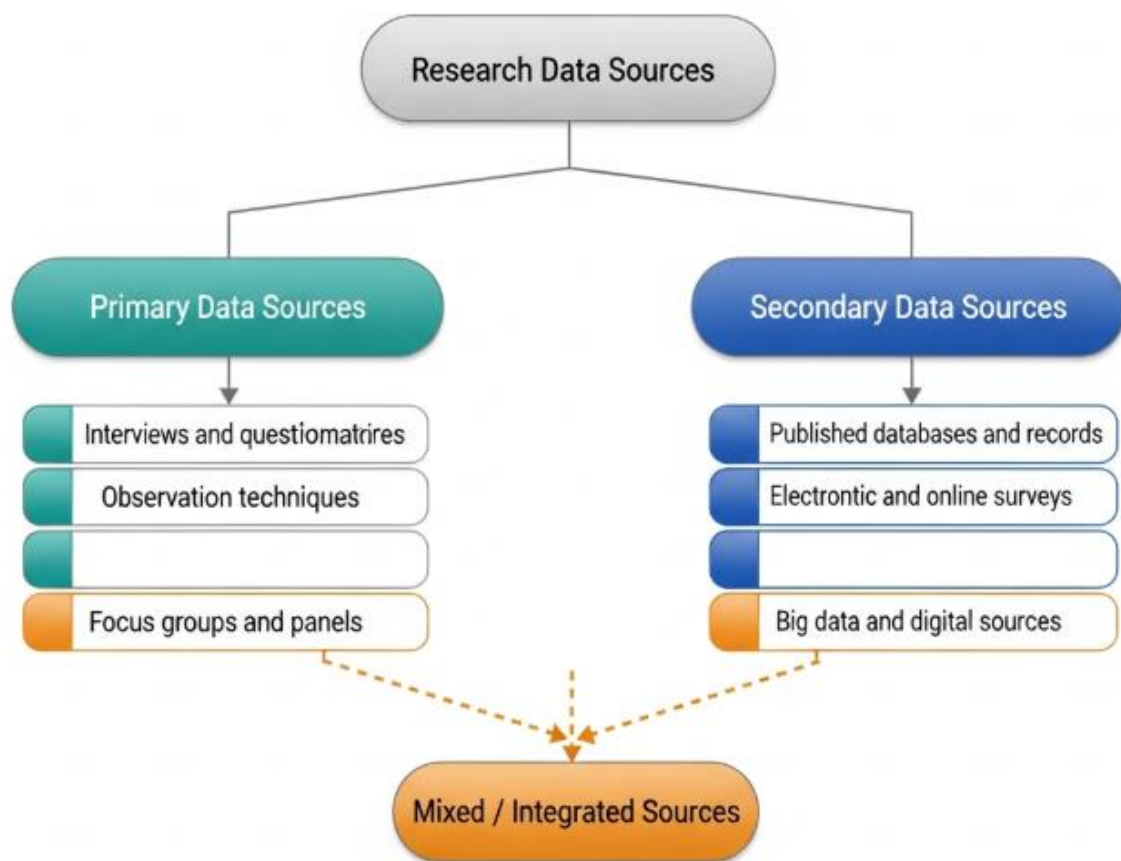 Research Data Sources
Primary Data Sources
Interviews and questiomatrires
Observation techniques
Focus groups and panels
Secondary Data Sources
Published databases and records
Electrontic and online surveys
Big data and digital sources
Mixed / Integrated Sources